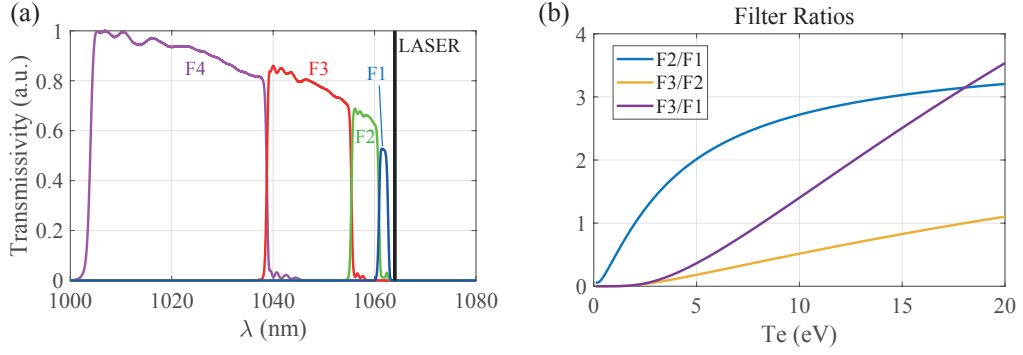 (a)
Transmissivity (a.u.)
1
0.8
0.6
0.4
0.2
0
F4
F3
F2
F1
LASER
1000
1020
1040
1060
1080
λ (nm)
(b)
Filter Ratios
F2/F1
F3/F2
F3/F1
4
3
2
1
0
0
5
10
15
20
Te (eV)